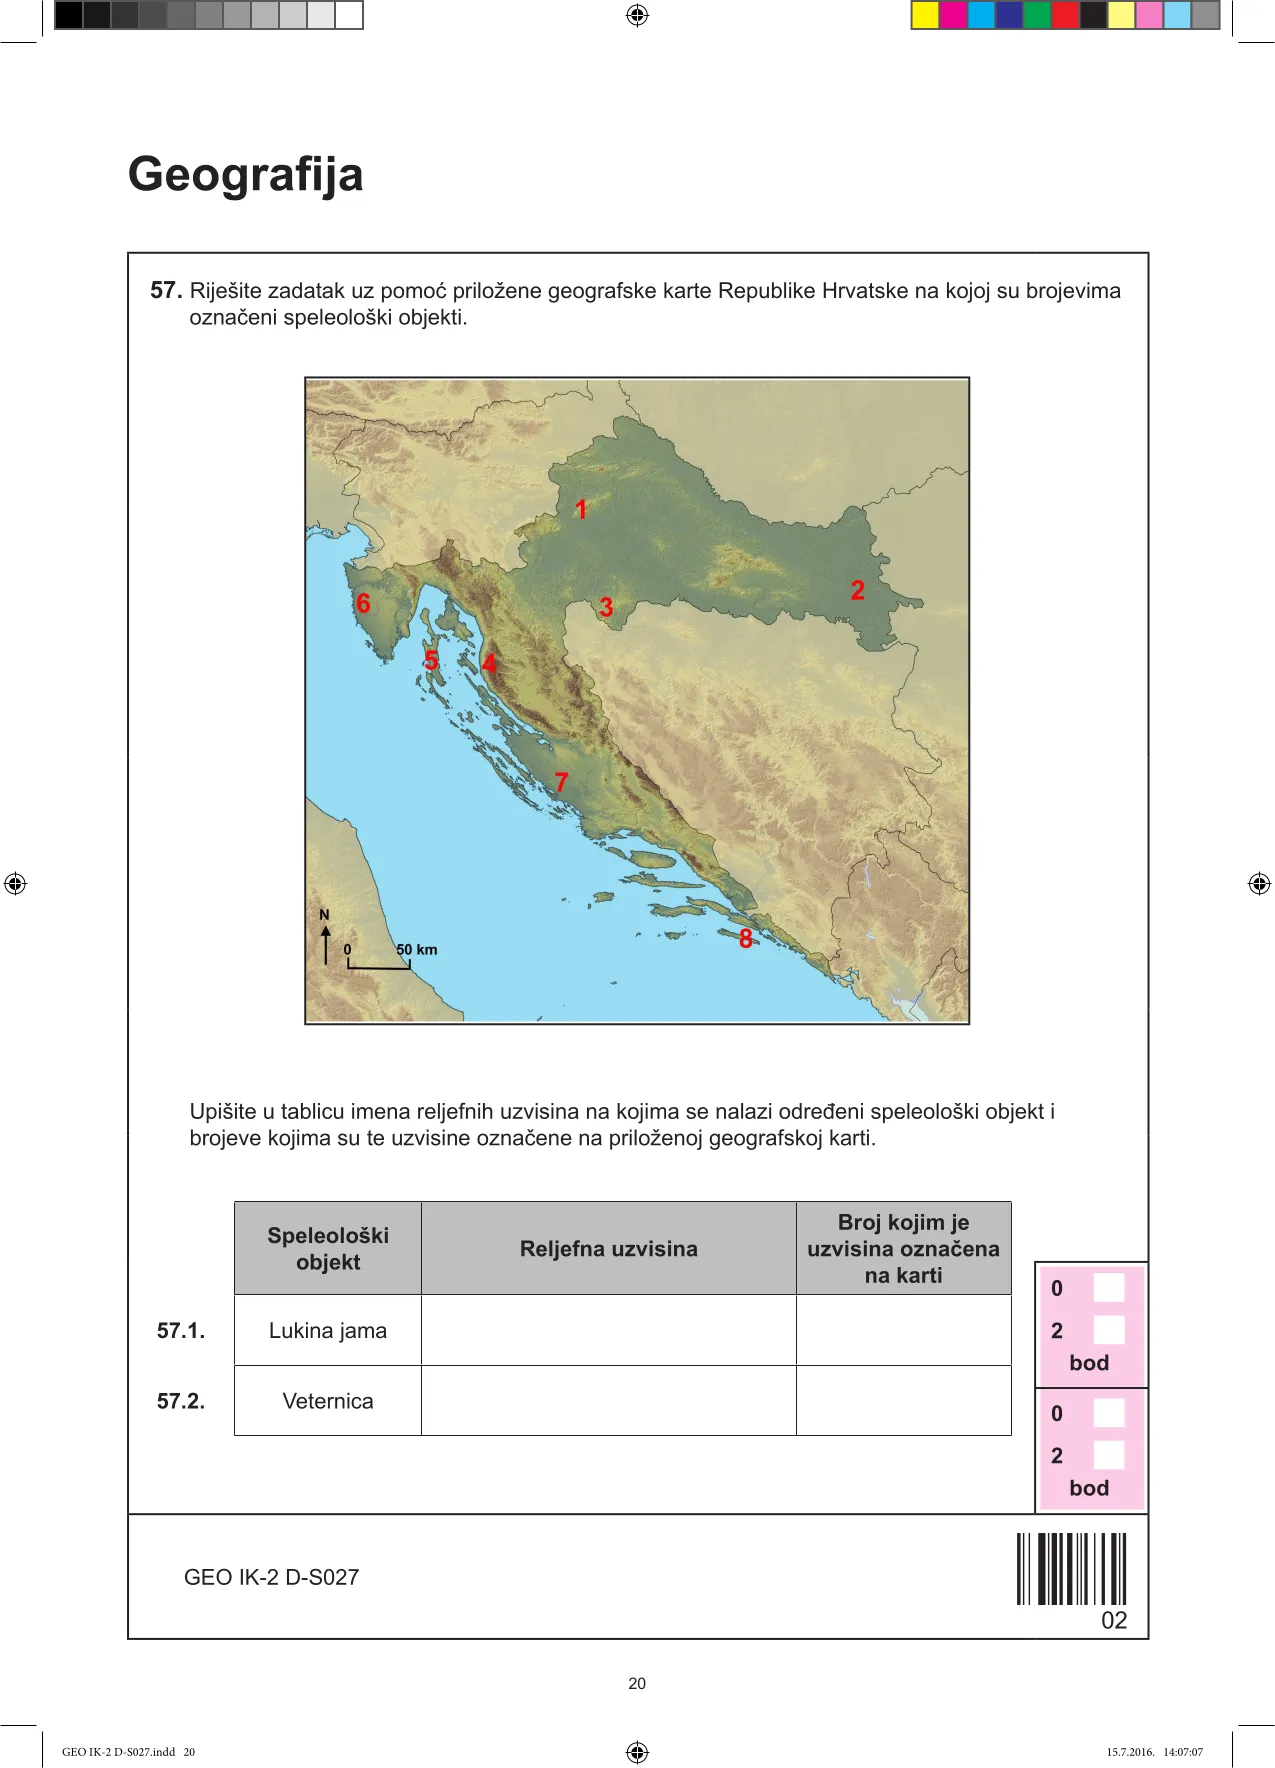 Geografija
57. Riješite zadatak uz pomoć priložene geografske karte Republike Hrvatske na kojoj su brojevima
označeni speleološki objekti.
1
2
3
6
5
4
7
N
0 50 km
8
Upišite u tablicu imena reljefnih uzvisina na kojima se nalazi određeni speleološki objekt i
brojeve kojima su te uzvisine označene na priloženoj geografskoj karti.
Speleološki
objekt
Reljefna uzvisina
Broj kojim je
uzvisina označena
na karti
57.1. Lukina jama
57.2. Veternica
0
2
bod
0
2
bod
GEO IK-2 D-S027
02
20
GEO IK-2 D-S027.indd 20
15.7.2016. 14:07:07